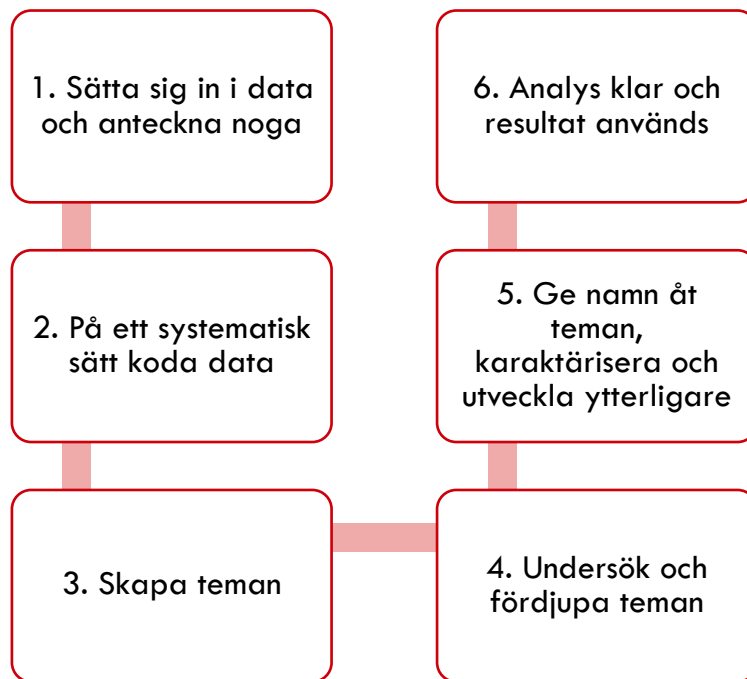 1. Sätta sig in i data
och anteckna noga
2. På ett systematisk
sätt koda data
3. Skapa teman
4. Undersök och
fördjupa teman
5. Ge namn åt
teman,
karaktärisera och
utveckla ytterligare
6. Analys klar och
resultat används